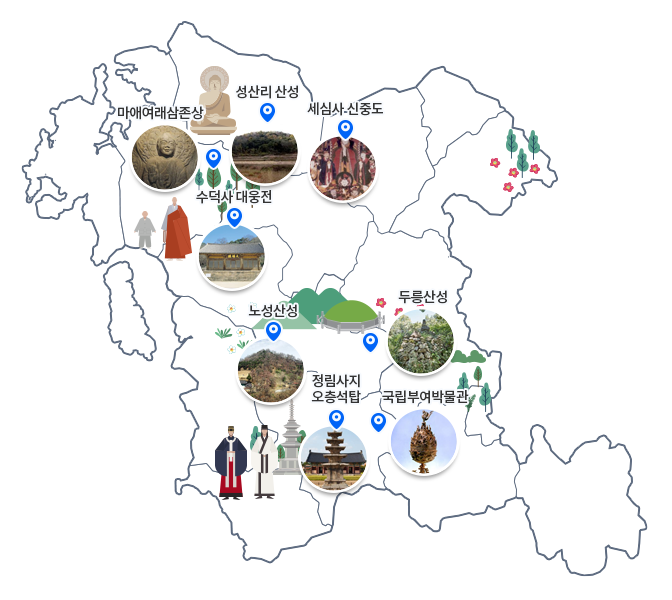 성산리 산성
마애여래삼존상
세심사 신중도
수덕사 대웅전
두릉산성
노성산성
정림사지
오층석탑
국립부여박물관